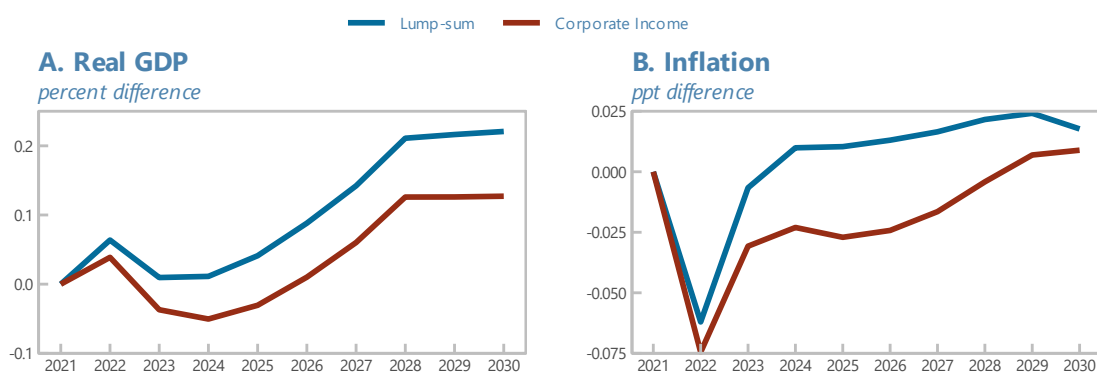 Lump-sum Corporate Income
A. Real GDP
percent difference
0.2
0.1
0.0
-0.1
2021 2022 2023 2024 2025 2026 2027 2028 2029 2030
B. Inflation
ppt difference
0.025
0.000
-0.025
-0.050
-0.075
2021 2022 2023 2024 2025 2026 2027 2028 2029 2030